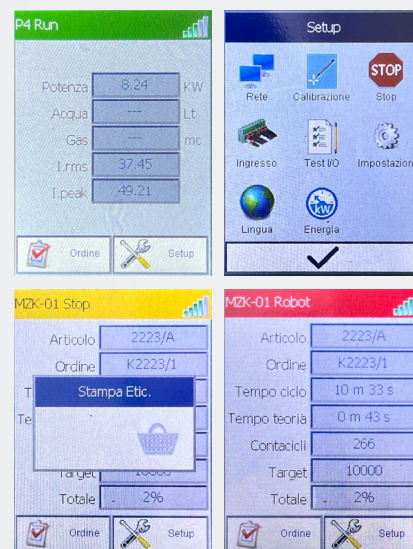 P4 Run
Potenza 8.24 KW
Acqua --- Lt
Gas --- mc
I.rms 37.45
I.peak 49.21
Ordine Setup
Setup
Rete Calibrazione STOP Stop
Ingresso Test I/O Impostazion
Lingua kW Energia
MZK-01 Stop
Articolo 2223/A
Ordine K2223/1
Stampa Etic.
Target 10000
Totale 2%
Ordine Setup
MZK-01 Robot
Articolo 2223/A
Ordine K2223/1
Tempo ciclo 10 m 33 s
Tempo teoria 0 m 43 s
Contacicli 266
Target 10000
Totale 2%
Ordine Setup